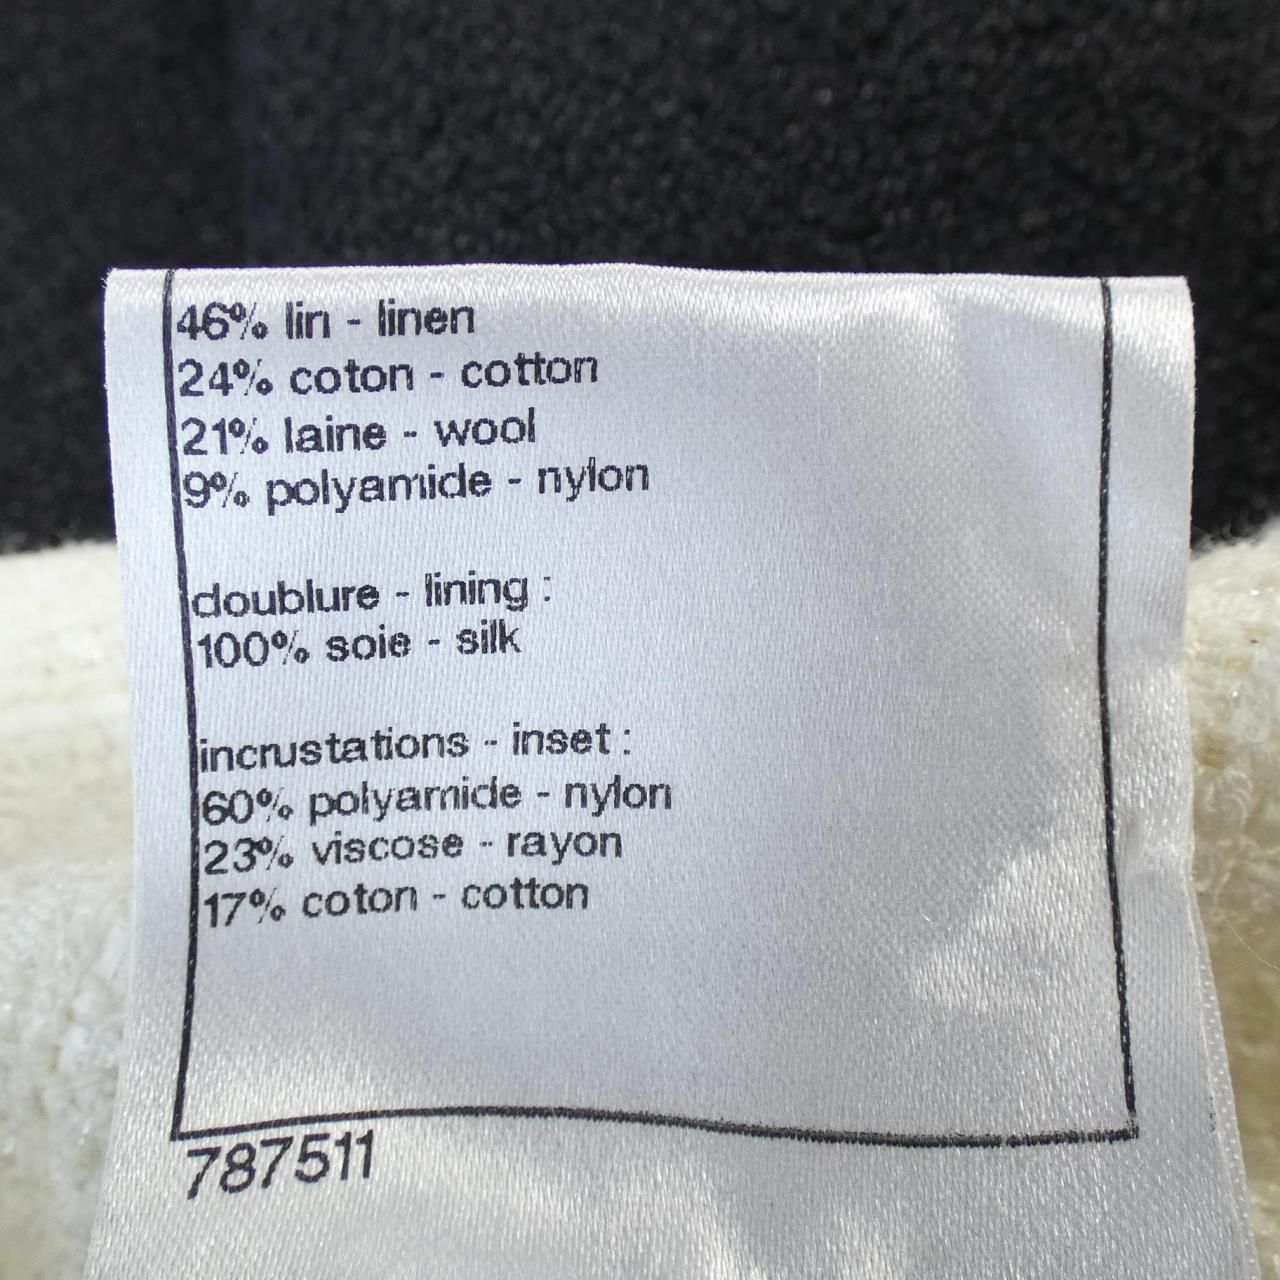 46% lin - linen
24% coton - cotton
21% laine - wool
9% polyamide - nylon
doublure - lining :
100% soie - silk
incrustations - inset :
60% polyamide - nylon
23% viscose - rayon
17% coton - cotton
787511